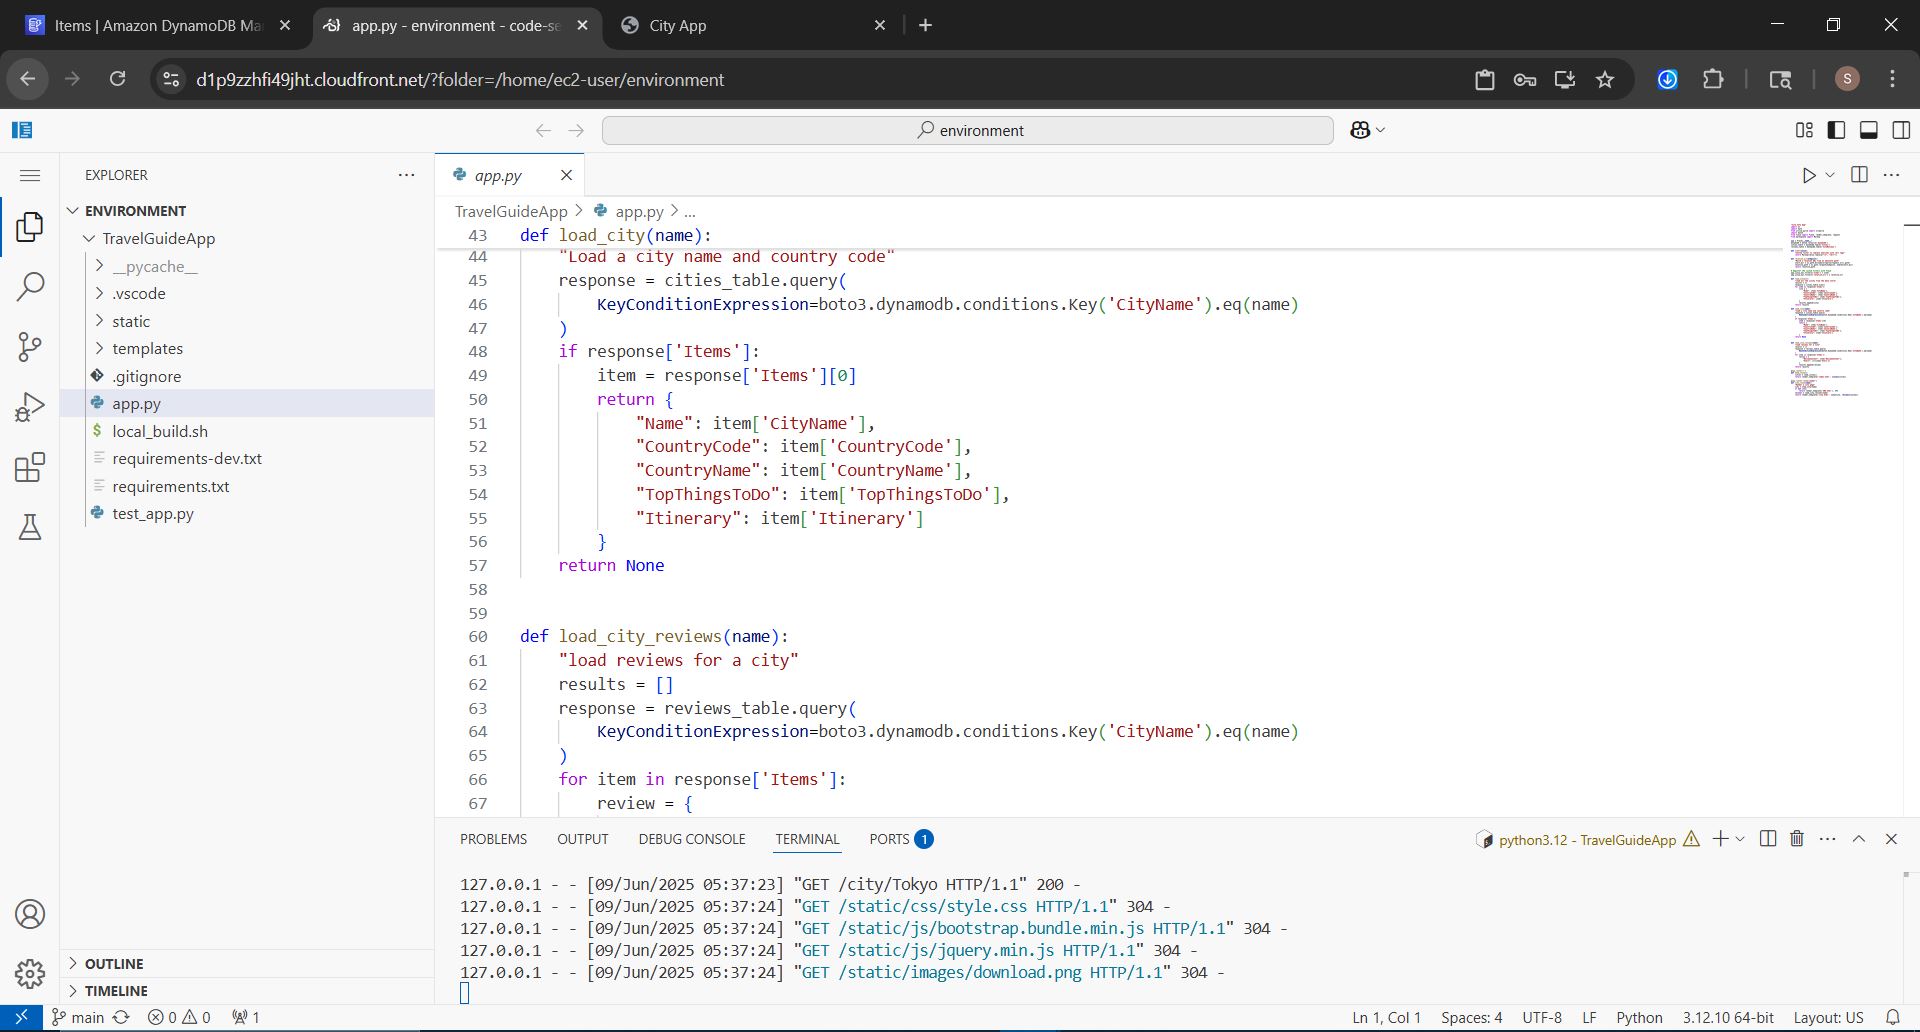 Items | Amazon DynamoDB Ma
app.py - environment - code-se
City App
d1p9zzhfi49jht.cloudfront.net/?folder=/home/ec2-user/environment
S
environment
EXPLORER
ENVIRONMENT
TravelGuideApp
__pycache__
.vscode
static
templates
.gitignore
app.py
$ local_build.sh
requirements-dev.txt
requirements.txt
test_app.py
OUTLINE
TIMELINE
app.py
TravelGuideApp > app.py > ...
43 def load_city(name):
44 "Load a city name and country code"
45 response = cities_table.query(
46 KeyConditionExpression=boto3.dynamodb.conditions.Key('CityName').eq(name)
47 )
48 if response['Items']:
49 item = response['Items'][0]
50 return {
51 "Name": item['CityName'],
52 "CountryCode": item['CountryCode'],
53 "CountryName": item['CountryName'],
54 "TopThingsToDo": item['TopThingsToDo'],
55 "Itinerary": item['Itinerary']
56 }
57 return None
58
59
60 def load_city_reviews(name):
61 "load reviews for a city"
62 results = []
63 response = reviews_table.query(
64 KeyConditionExpression=boto3.dynamodb.conditions.Key('CityName').eq(name)
65 )
66 for item in response['Items']:
67 review = {
PROBLEMS OUTPUT DEBUG CONSOLE TERMINAL PORTS 1
python3.12 - TravelGuideApp
127.0.0.1 - - [09/Jun/2025 05:37:23] "GET /city/Tokyo HTTP/1.1" 200 -
127.0.0.1 - - [09/Jun/2025 05:37:24] "GET /static/css/style.css HTTP/1.1" 304 -
127.0.0.1 - - [09/Jun/2025 05:37:24] "GET /static/js/bootstrap.bundle.min.js HTTP/1.1" 304 -
127.0.0.1 - - [09/Jun/2025 05:37:24] "GET /static/js/jquery.min.js HTTP/1.1" 304 -
127.0.0.1 - - [09/Jun/2025 05:37:24] "GET /static/images/download.png HTTP/1.1" 304 -
main 0 0 1 Ln 1, Col 1 Spaces: 4 UTF-8 LF Python 3.12.10 64-bit Layout: US